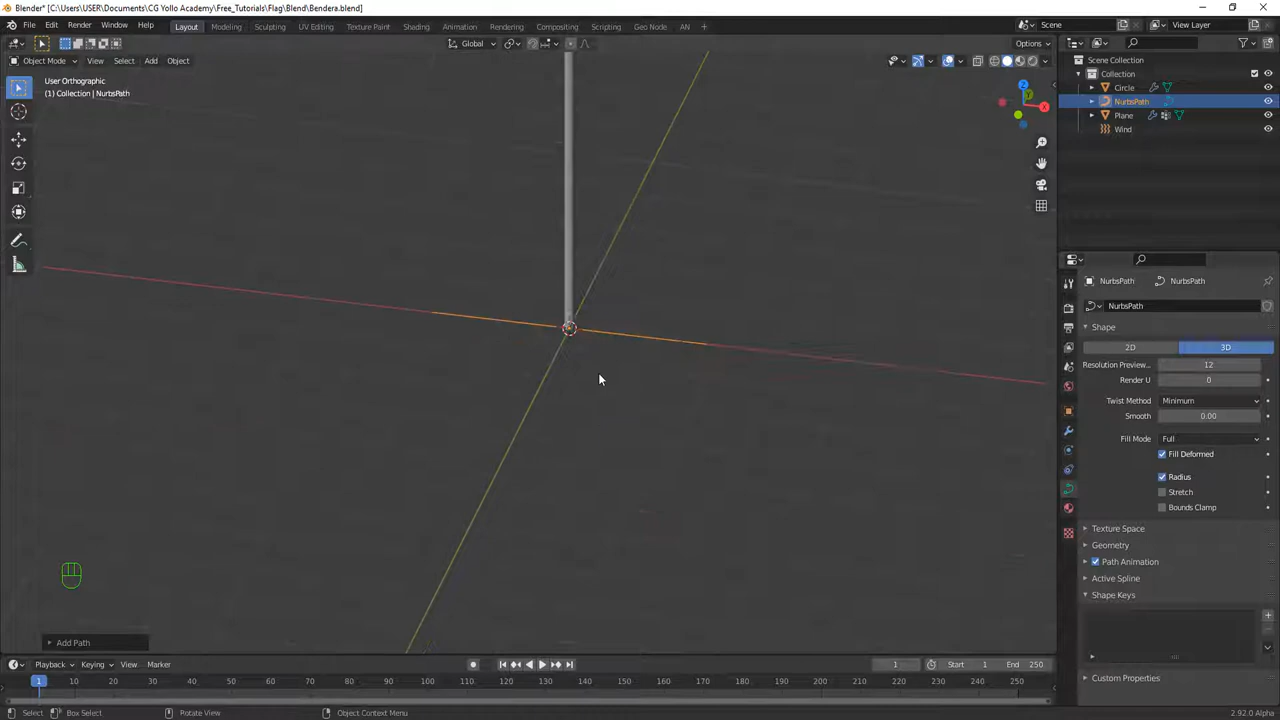 Blender* [C:\Users\USER\Documents\CG Yollo Academy\Free_Tutorials\Flag\Blend\Bendera.blend]
File Edit Render Window Help Layout Modeling Sculpting UV Editing Texture Paint Shading Animation Rendering Compositing Scripting Geo Node AN + Scene View Layer
Global Options
Object Mode View Select Add Object
User Orthographic
(1) Collection | NurbsPath
Scene Collection
Collection
Circle
NurbsPath
Plane
Wind
Z
Y
X
NurbsPath NurbsPath
NurbsPath
Shape
2D 3D
Resolution Preview... 12
Render U 0
Twist Method Minimum
Smooth 0.00
Fill Mode Full
Fill Deformed
Radius
Stretch
Bounds Clamp
Texture Space
Geometry
Path Animation
Active Spline
Shape Keys
Custom Properties
Add Path
Playback Keying View Marker 1 Start 1 End 250
1 10 20 30 40 50 60 70 80 90 100 110 120 130 140 150 160 170 180 190 200 210 220 230 240 250
Select Box Select Rotate View Object Context Menu 2.92.0 Alpha